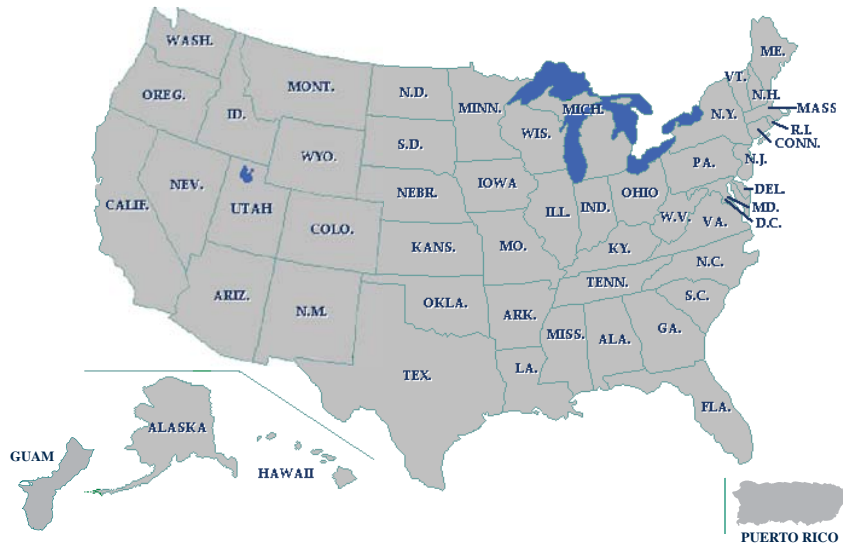 WASH.
ME.
MONT.
VT.
N.D.
OREG.
MINN.
N.H.
MICH.
MASS
ID.
N.Y.
R.I.
WIS.
CONN.
S.D.
WYO.
N.J.
PA.
NEV.
IOWA
NEBR.
OHIO
DEL.
CALIF.
UTAH
ILL.
IND.
MD.
W.V.
VA.
D.C.
COLO.
KANS.
MO.
KY.
N.C.
TENN.
ARIZ.
S.C.
OKLA.
N.M.
ARK.
MISS.
ALA.
GA.
LA.
TEX.
FLA.
ALASKA
GUAM
HAWAII
PUERTO RICO